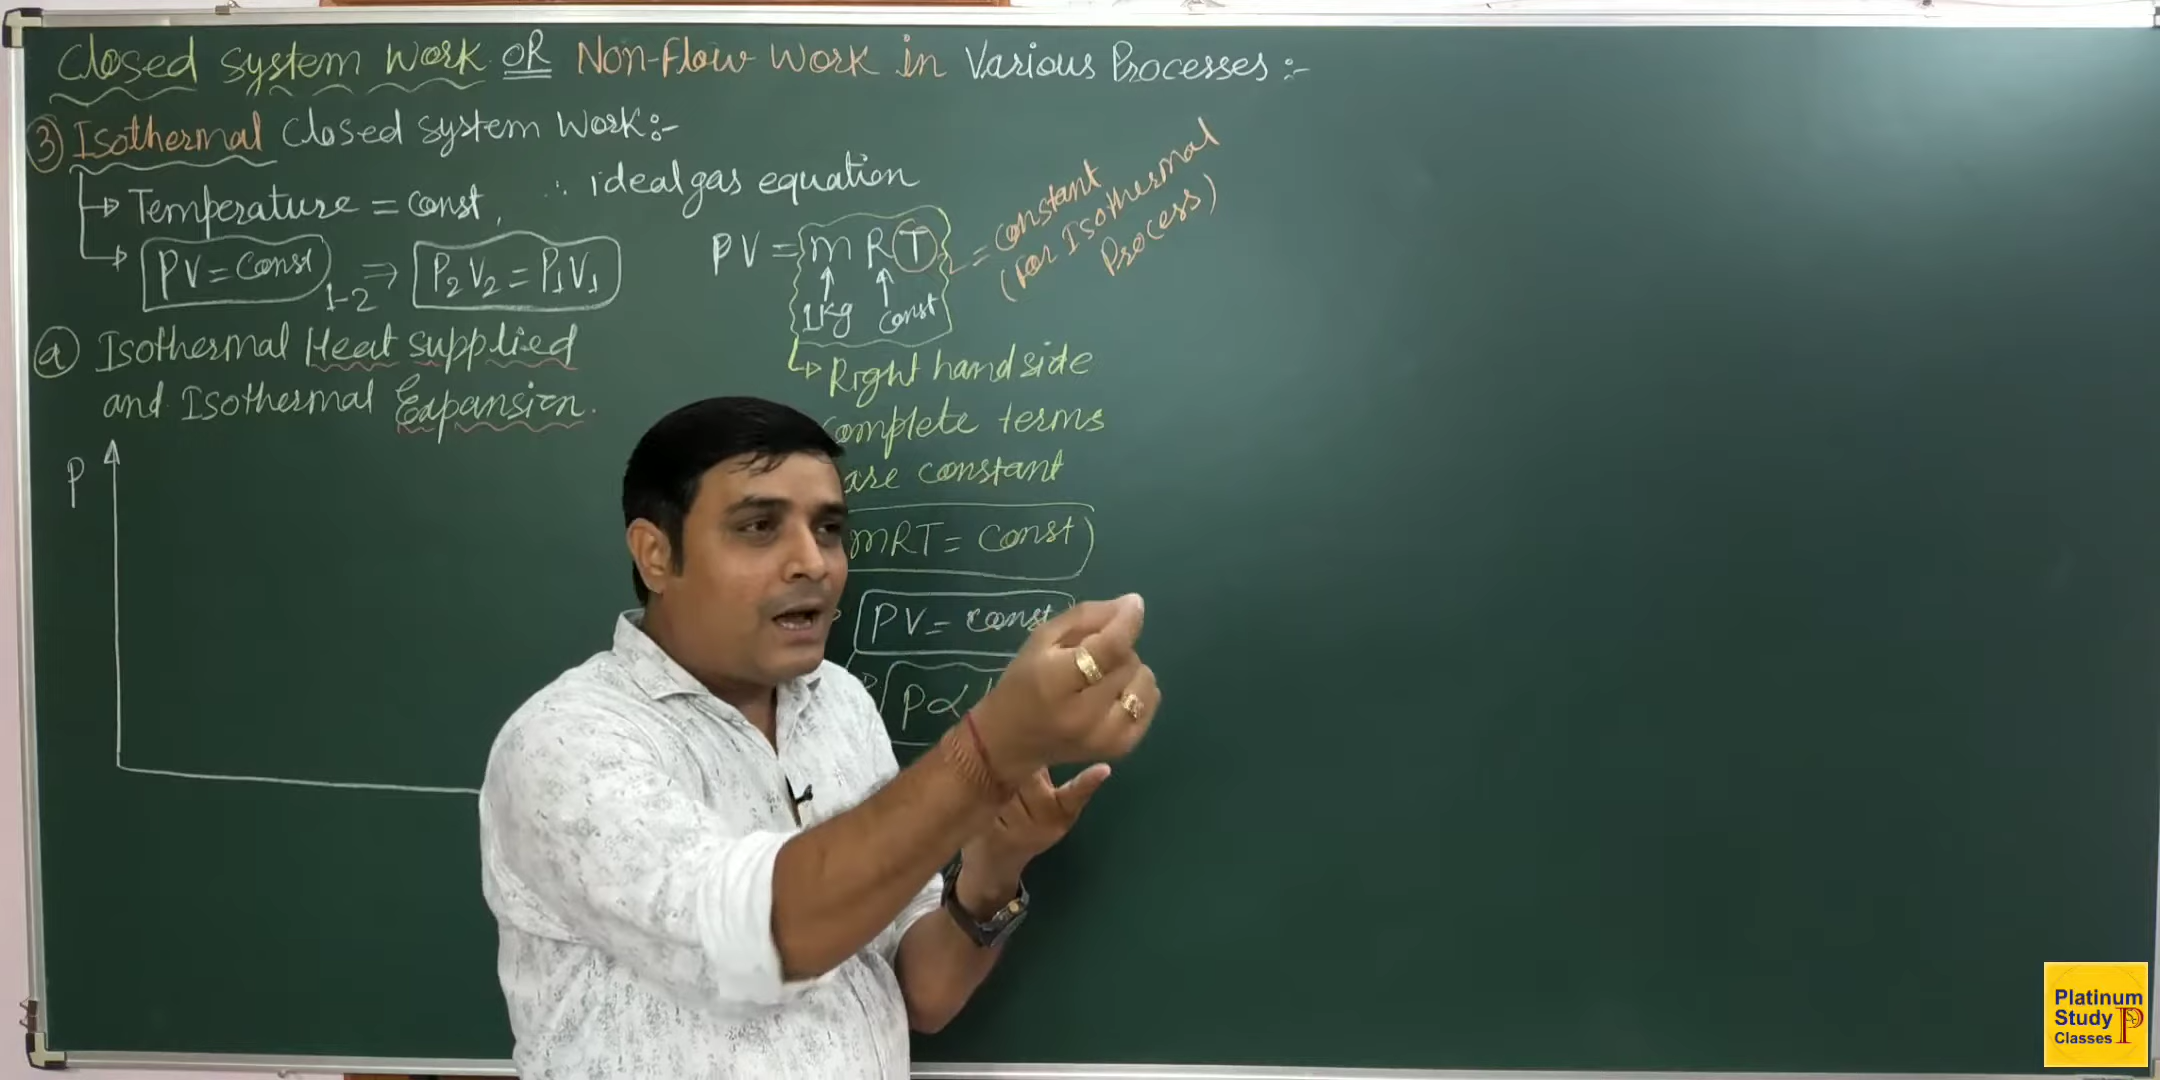 Closed system Work OR Non-Flow Work in Various Processes :-
③ Isothermal Closed system Work:-
→ Temperature = const,
→ PV = const 1-2 ⇒ P₂V₂ = P₁V₁
ⓐ Isothermal Heat supplied
and Isothermal Expansion.
P
∴ ideal gas equation
PV = m R T = constant
(For Isothermal
Process)
↑ ↑
1kg const
→ Right hand side
complete terms
are constant
mRT = const)
PV = const
P ∝
Platinum
Study
Classes